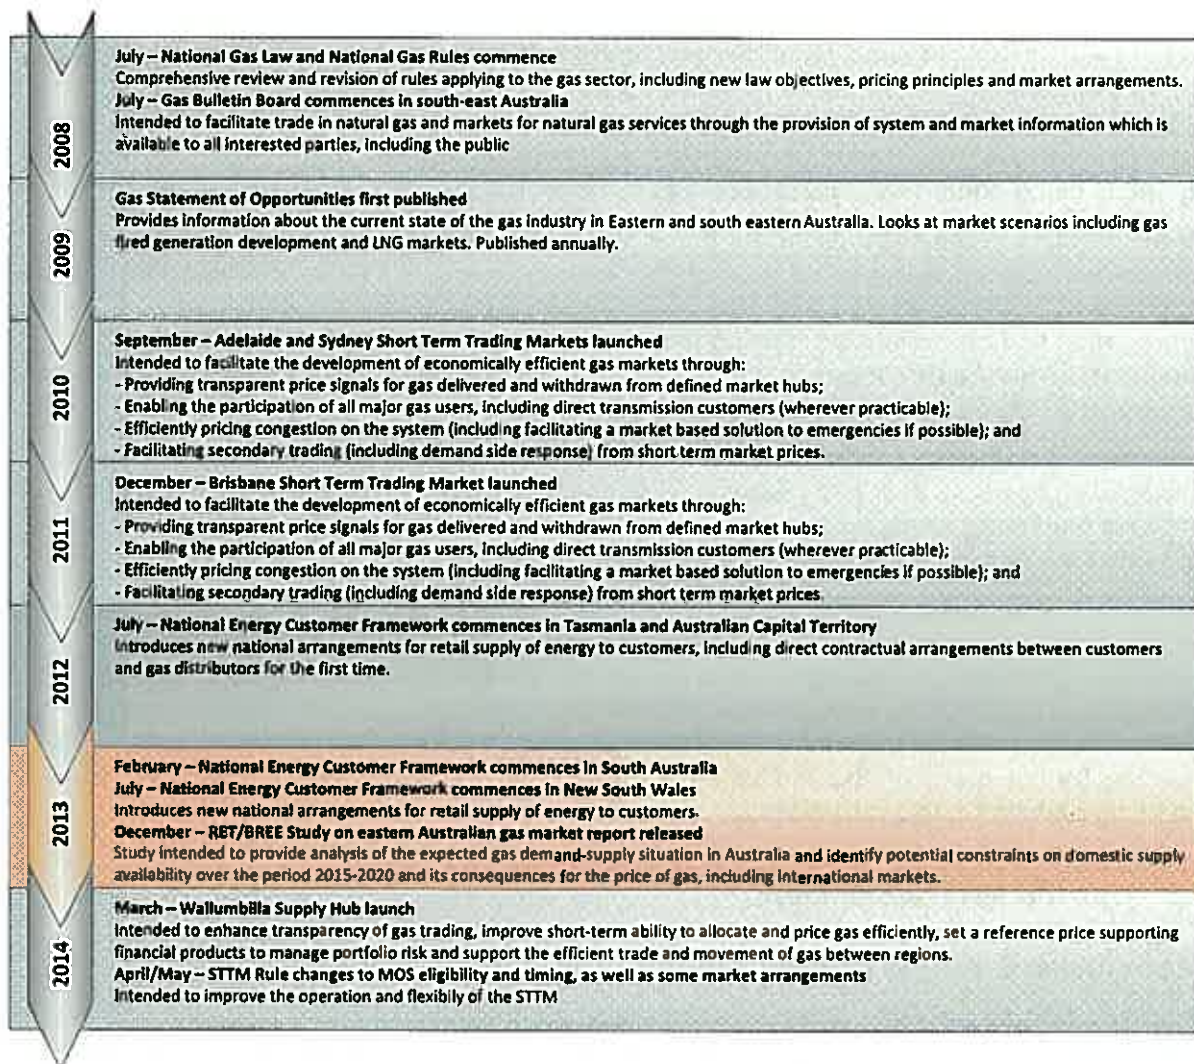 2008
July – National Gas Law and National Gas Rules commence
Comprehensive review and revision of rules applying to the gas sector, including new law objectives, pricing principles and market arrangements.
July – Gas Bulletin Board commences in south-east Australia
Intended to facilitate trade in natural gas and markets for natural gas services through the provision of system and market information which is
available to all interested parties, including the public
2009
Gas Statement of Opportunities first published
Provides information about the current state of the gas industry in Eastern and south eastern Australia. Looks at market scenarios including gas
fired generation development and LNG markets. Published annually.
2010
September – Adelaide and Sydney Short Term Trading Markets launched
Intended to facilitate the development of economically efficient gas markets through:
- Providing transparent price signals for gas delivered and withdrawn from defined market hubs;
- Enabling the participation of all major gas users, including direct transmission customers (wherever practicable);
- Efficiently pricing congestion on the system (including facilitating a market based solution to emergencies if possible); and
- Facilitating secondary trading (including demand side response) from short term market prices.
2011
December – Brisbane Short Term Trading Market launched
Intended to facilitate the development of economically efficient gas markets through:
- Providing transparent price signals for gas delivered and withdrawn from defined market hubs;
- Enabling the participation of all major gas users, including direct transmission customers (wherever practicable);
- Efficiently pricing congestion on the system (including facilitating a market based solution to emergencies if possible); and
- Facilitating secondary trading (including demand side response) from short term market prices.
2012
July – National Energy Customer Framework commences in Tasmania and Australian Capital Territory
Introduces new national arrangements for retail supply of energy to customers, including direct contractual arrangements between customers
and gas distributors for the first time.
2013
February – National Energy Customer Framework commences in South Australia
July – National Energy Customer Framework commences in New South Wales
Introduces new national arrangements for retail supply of energy to customers.
December – RET/BREE Study on eastern Australian gas market report released
Study intended to provide analysis of the expected gas demand-supply situation in Australia and identify potential constraints on domestic supply
availability over the period 2015-2020 and its consequences for the price of gas, including international markets.
2014
March – Wallumbilla Supply Hub launch
Intended to enhance transparency of gas trading, improve short-term ability to allocate and price gas efficiently, set a reference price supporting
financial products to manage portfolio risk and support the efficient trade and movement of gas between regions.
April/May – STTM Rule changes to MOS eligibility and timing, as well as some market arrangements
Intended to improve the operation and flexibily of the STTM